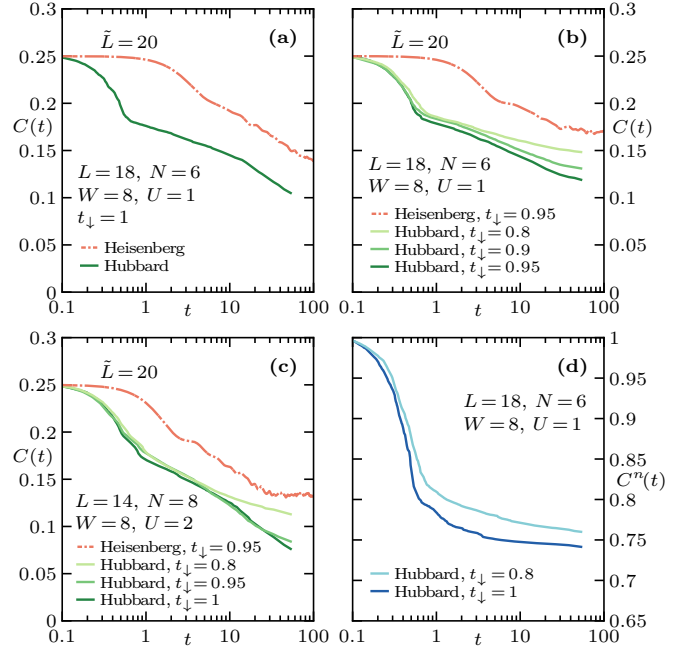 0.3
0.25
0.2
C(t)
0.15
0.1
0.05
0
0.1 1 10 100
t
L̃ = 20
(a)
L = 18, N = 6
W = 8, U = 1
t↓ = 1
Heisenberg
Hubbard
0.3
0.25
0.2
C(t)
0.15
0.1
0.05
0
0.1 1 10 100
t
L̃ = 20
(b)
L = 18, N = 6
W = 8, U = 1
Heisenberg, t↓ = 0.95
Hubbard, t↓ = 0.8
Hubbard, t↓ = 0.9
Hubbard, t↓ = 0.95
0.3
0.25
0.2
C(t)
0.15
0.1
0.05
0
0.1 1 10 100
t
(c)
L̃ = 20
L = 14, N = 8
W = 8, U = 2
Heisenberg, t↓ = 0.95
Hubbard, t↓ = 0.8
Hubbard, t↓ = 0.95
Hubbard, t↓ = 1
1
0.95
0.9
0.85
Cⁿ(t)
0.8
0.75
0.7
0.65
0.1 1 10 100
t
(d)
L = 18, N = 6
W = 8, U = 1
Hubbard, t↓ = 0.8
Hubbard, t↓ = 1